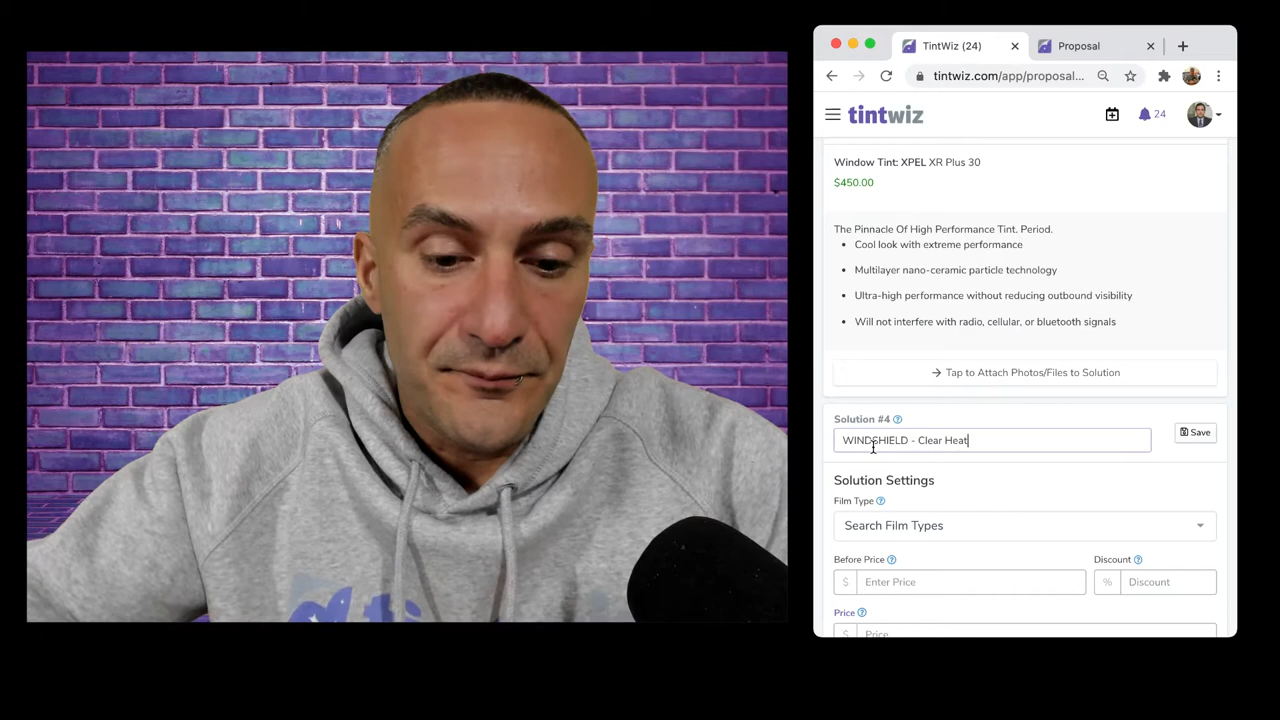 TintWiz (24)
Proposal
tintwiz.com/app/proposal...
tintwiz
24
Window Tint: XPEL XR Plus 30
$450.00
The Pinnacle Of High Performance Tint. Period.
• Cool look with extreme performance
• Multilayer nano-ceramic particle technology
• Ultra-high performance without reducing outbound visibility
• Will not interfere with radio, cellular, or bluetooth signals
→ Tap to Attach Photos/Files to Solution
Solution #4 ?
WINDSHIELD - Clear Heat
Save
Solution Settings
Film Type ?
Search Film Types
Before Price ?
Discount ?
$ Enter Price
% Discount
Price ?
$ Price